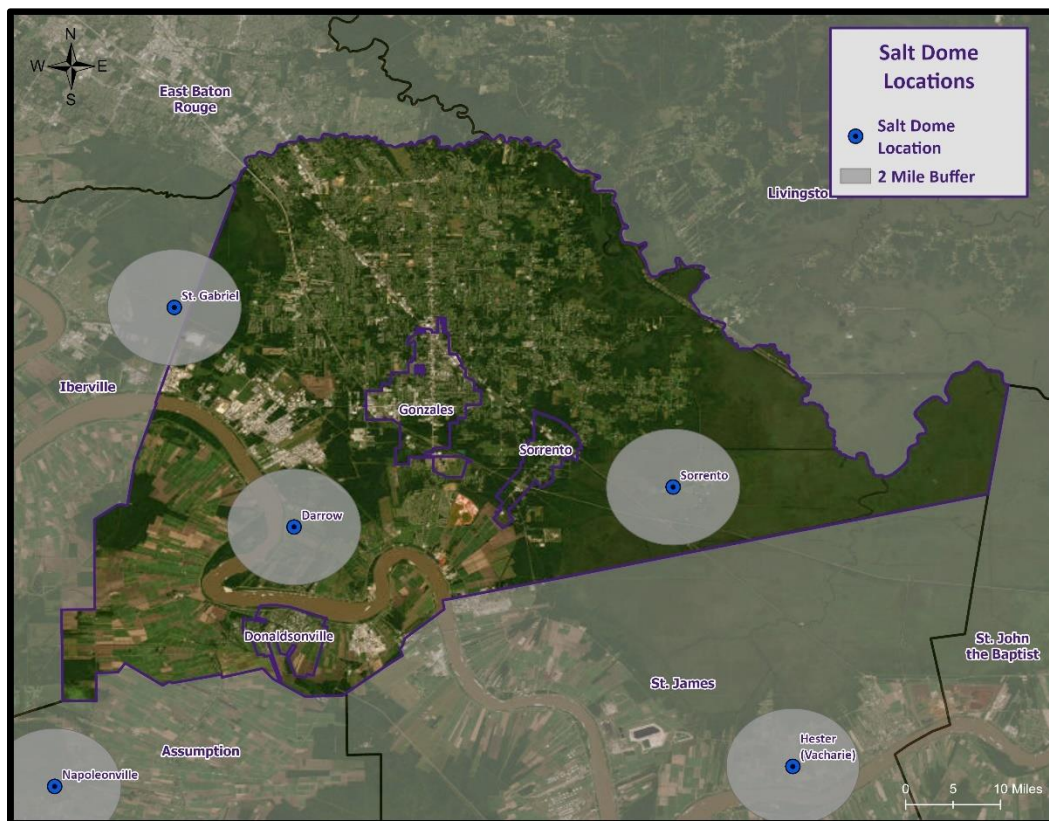 N
W E
S
East Baton
Rouge
Salt Dome
Locations
Salt Dome
Location
2 Mile Buffer
Livingston
St. Gabriel
Iberville
Gonzales
Sorrento
Sorrento
Darrow
Donaldsonville
St. John
the Baptist
St. James
Assumption
Hester
(Vacharie)
Napoleonville
0 5 10 Miles